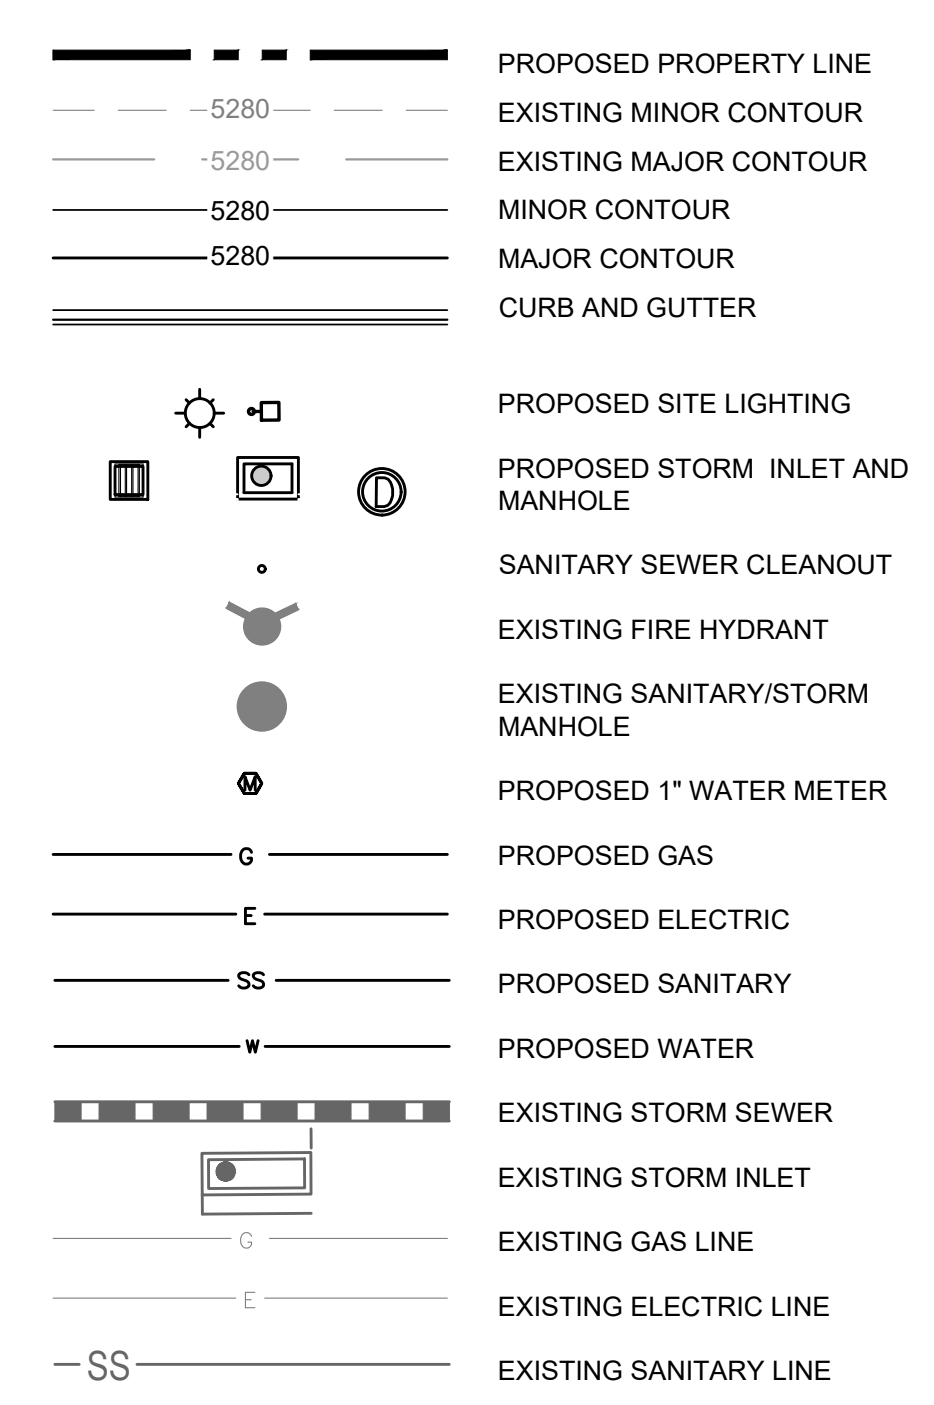 PROPOSED PROPERTY LINE
5280 EXISTING MINOR CONTOUR
5280 EXISTING MAJOR CONTOUR
5280 MINOR CONTOUR
5280 MAJOR CONTOUR
CURB AND GUTTER
PROPOSED SITE LIGHTING
D PROPOSED STORM INLET AND
MANHOLE
SANITARY SEWER CLEANOUT
EXISTING FIRE HYDRANT
EXISTING SANITARY/STORM
MANHOLE
M PROPOSED 1" WATER METER
G PROPOSED GAS
E PROPOSED ELECTRIC
SS PROPOSED SANITARY
W PROPOSED WATER
EXISTING STORM SEWER
EXISTING STORM INLET
G EXISTING GAS LINE
E EXISTING ELECTRIC LINE
SS EXISTING SANITARY LINE